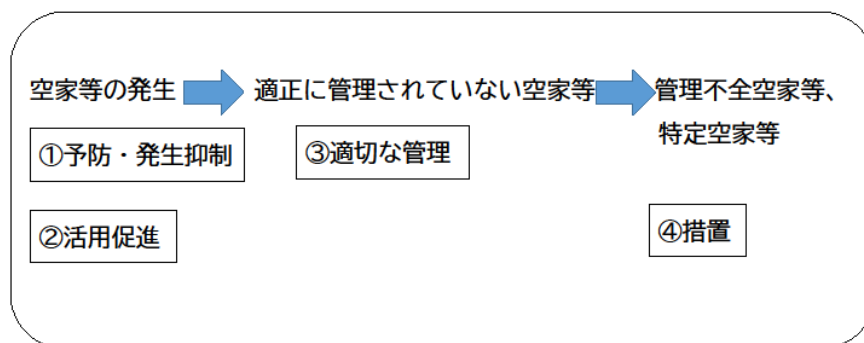 空家等の発生
適正に管理されていない空家等
管理不全空家等、
特定空家等
①予防・発生抑制
③適切な管理
②活用促進
④措置